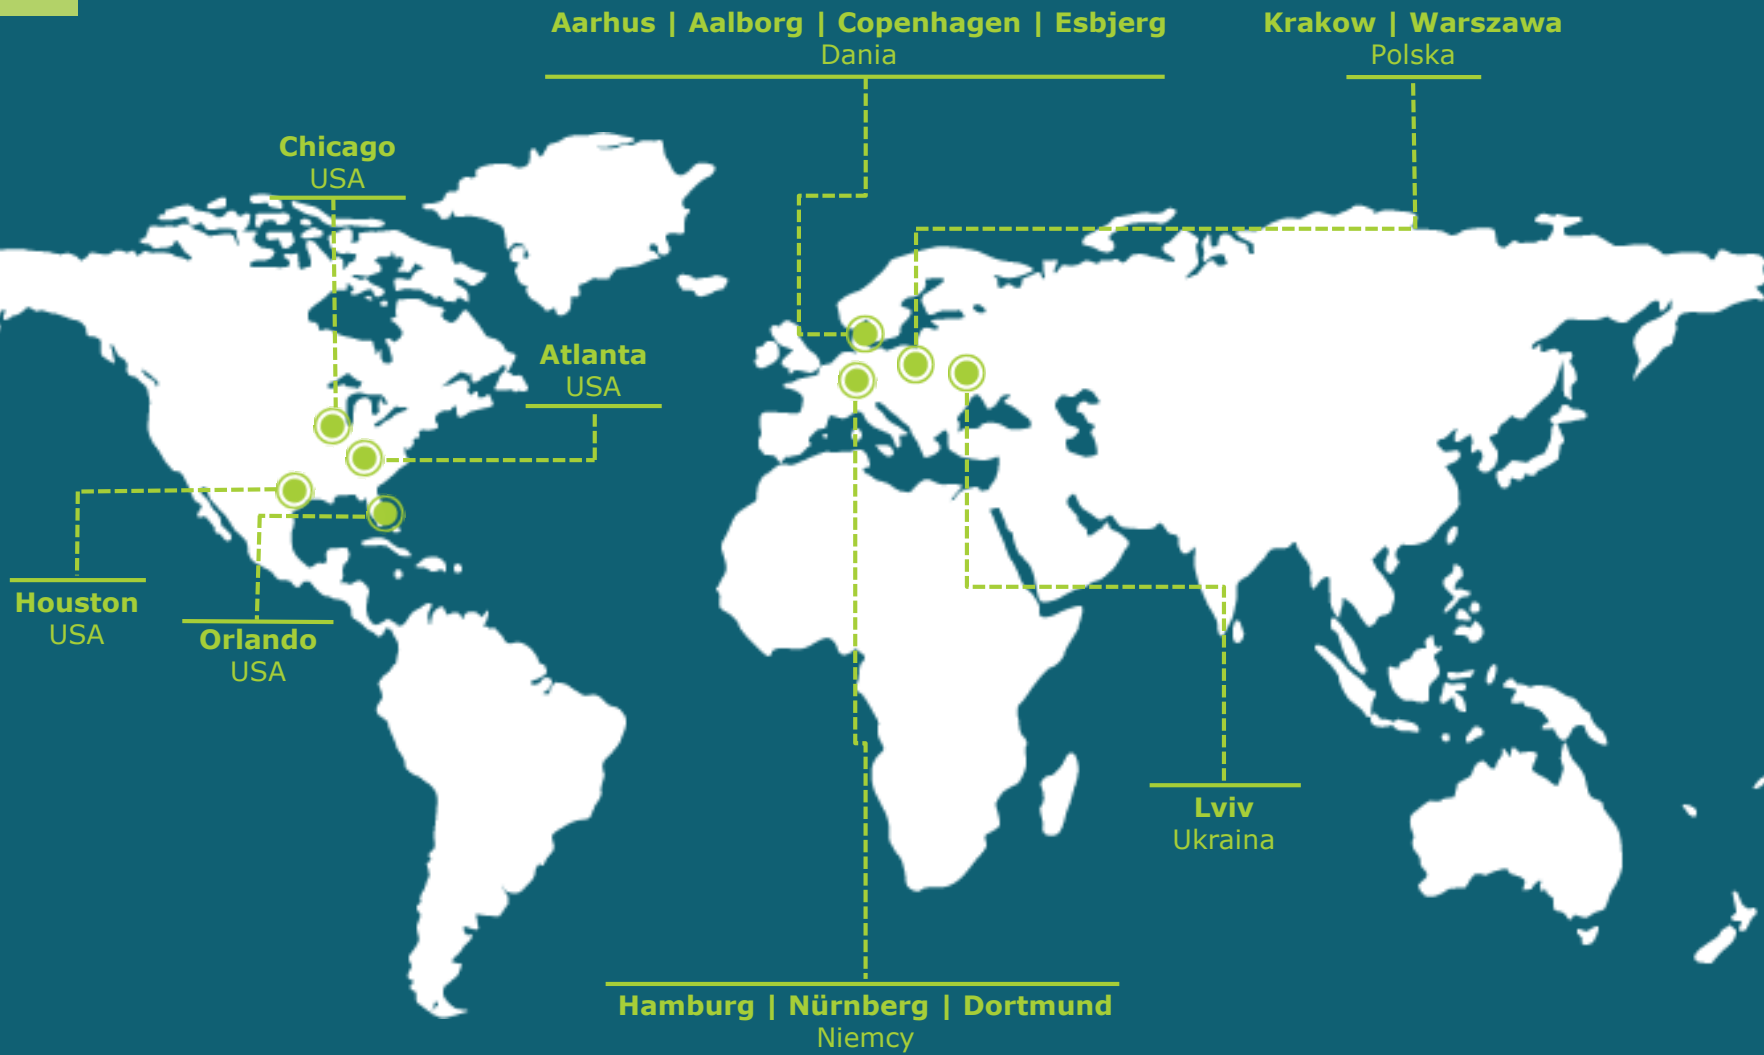 Aarhus | Aalborg | Copenhagen | Esbjerg
Dania
Krakow | Warszawa
Polska
Chicago
USA
Atlanta
USA
Houston
USA
Orlando
USA
Lviv
Ukraina
Hamburg | Nürnberg | Dortmund
Niemcy